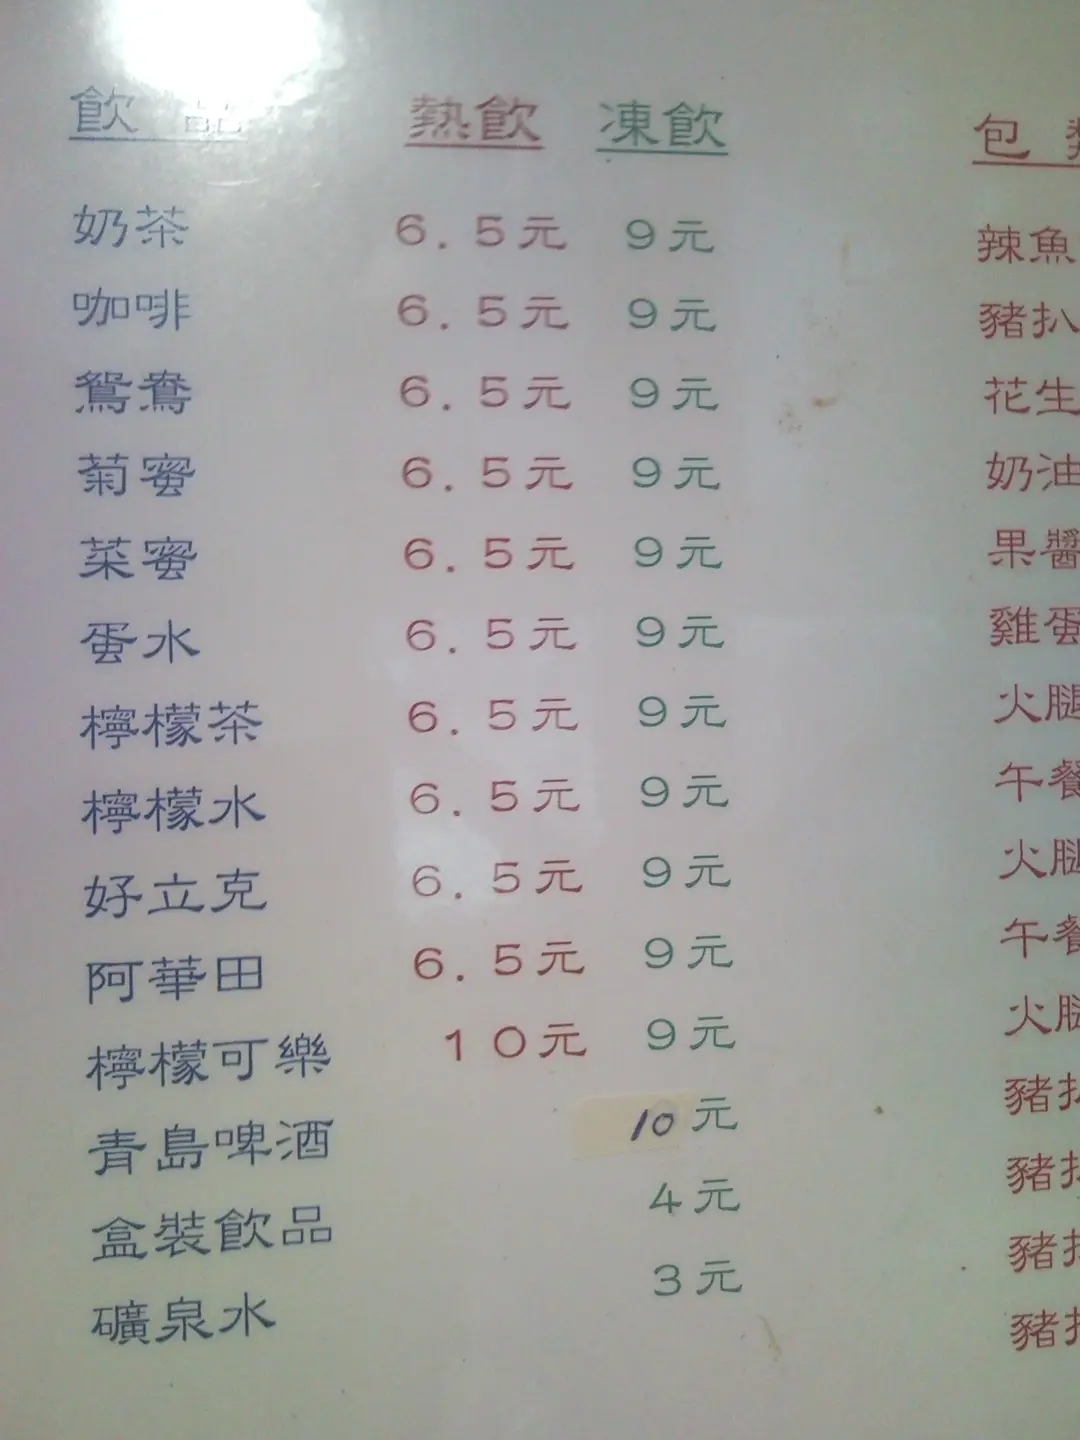 飲品 熱飲 凍飲
奶茶 6.5元 9元
咖啡 6.5元 9元
鴛鴦 6.5元 9元
菊蜜 6.5元 9元
菜蜜 6.5元 9元
蛋水 6.5元 9元
檸檬茶 6.5元 9元
檸檬水 6.5元 9元
好立克 6.5元 9元
阿華田 6.5元 9元
檸檬可樂 10元 9元
青島啤酒 10元
盒裝飲品 4元
礦泉水 3元
包
辣魚
豬扒
花生
奶油
果醬
雞蛋
火腿
午餐
火腿
午餐
火腿
豬扒
豬扒
豬扒
豬扒